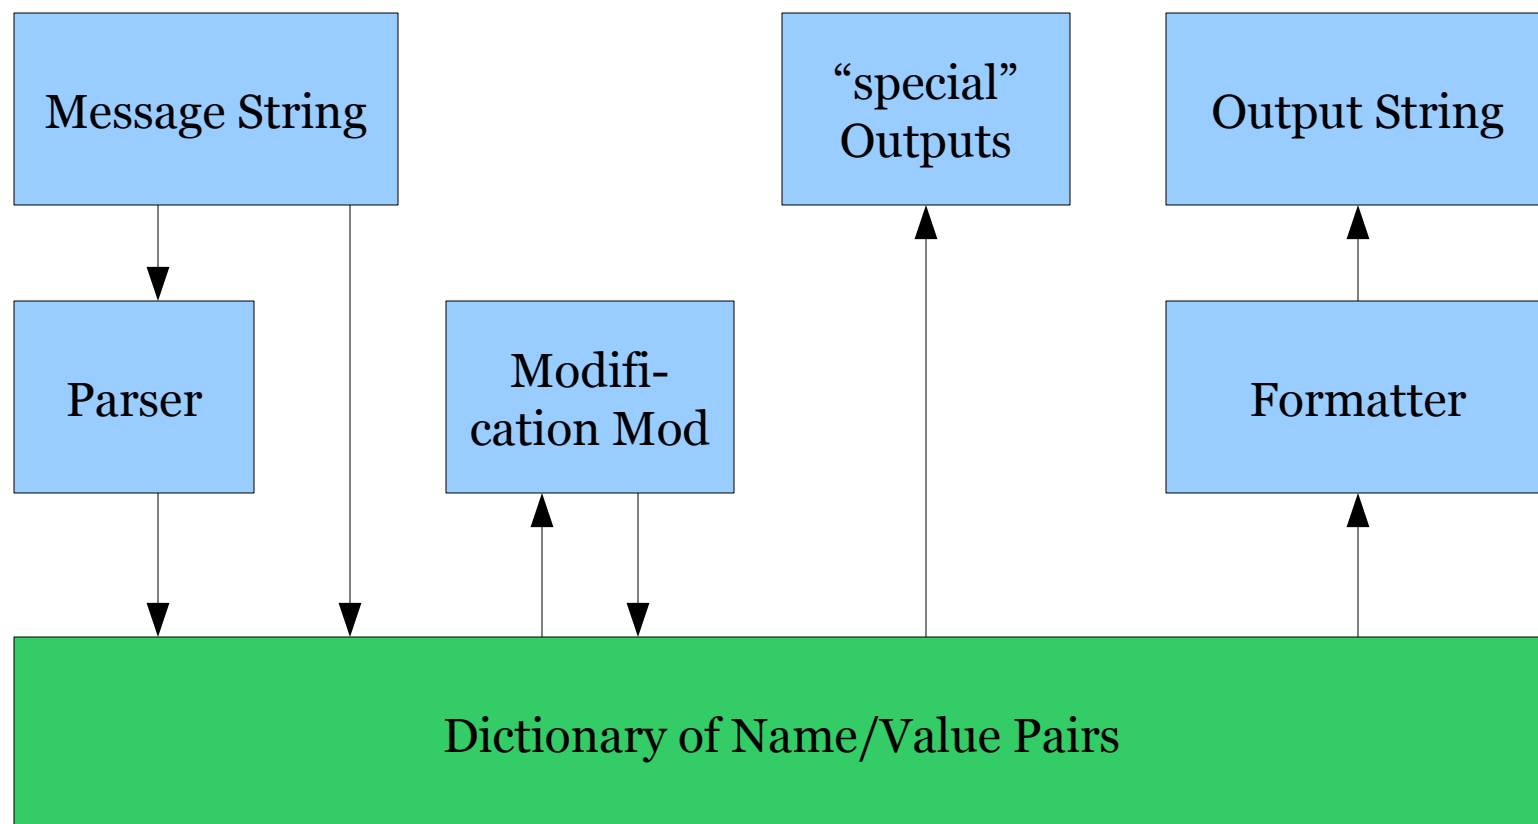 Message String
“special”
Outputs
Output String
Parser
Modifi-
cation Mod
Formatter
Dictionary of Name/Value Pairs